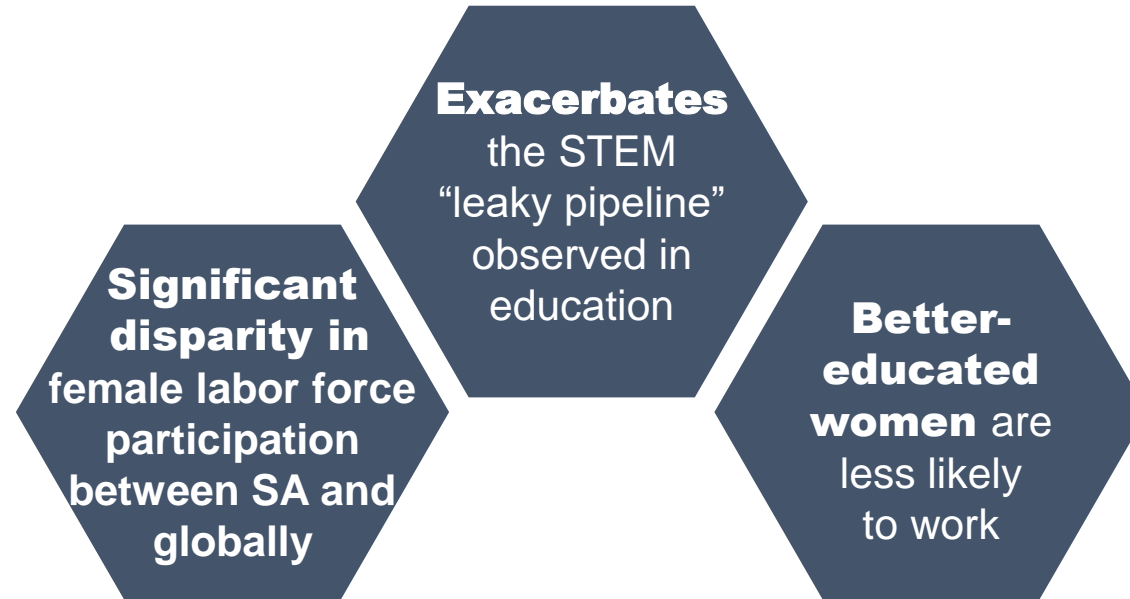 Significant
disparity in
female labor force
participation
between SA and
globally
Exacerbates
the STEM
“leaky pipeline”
observed in
education
Better-
educated
women are
less likely
to work